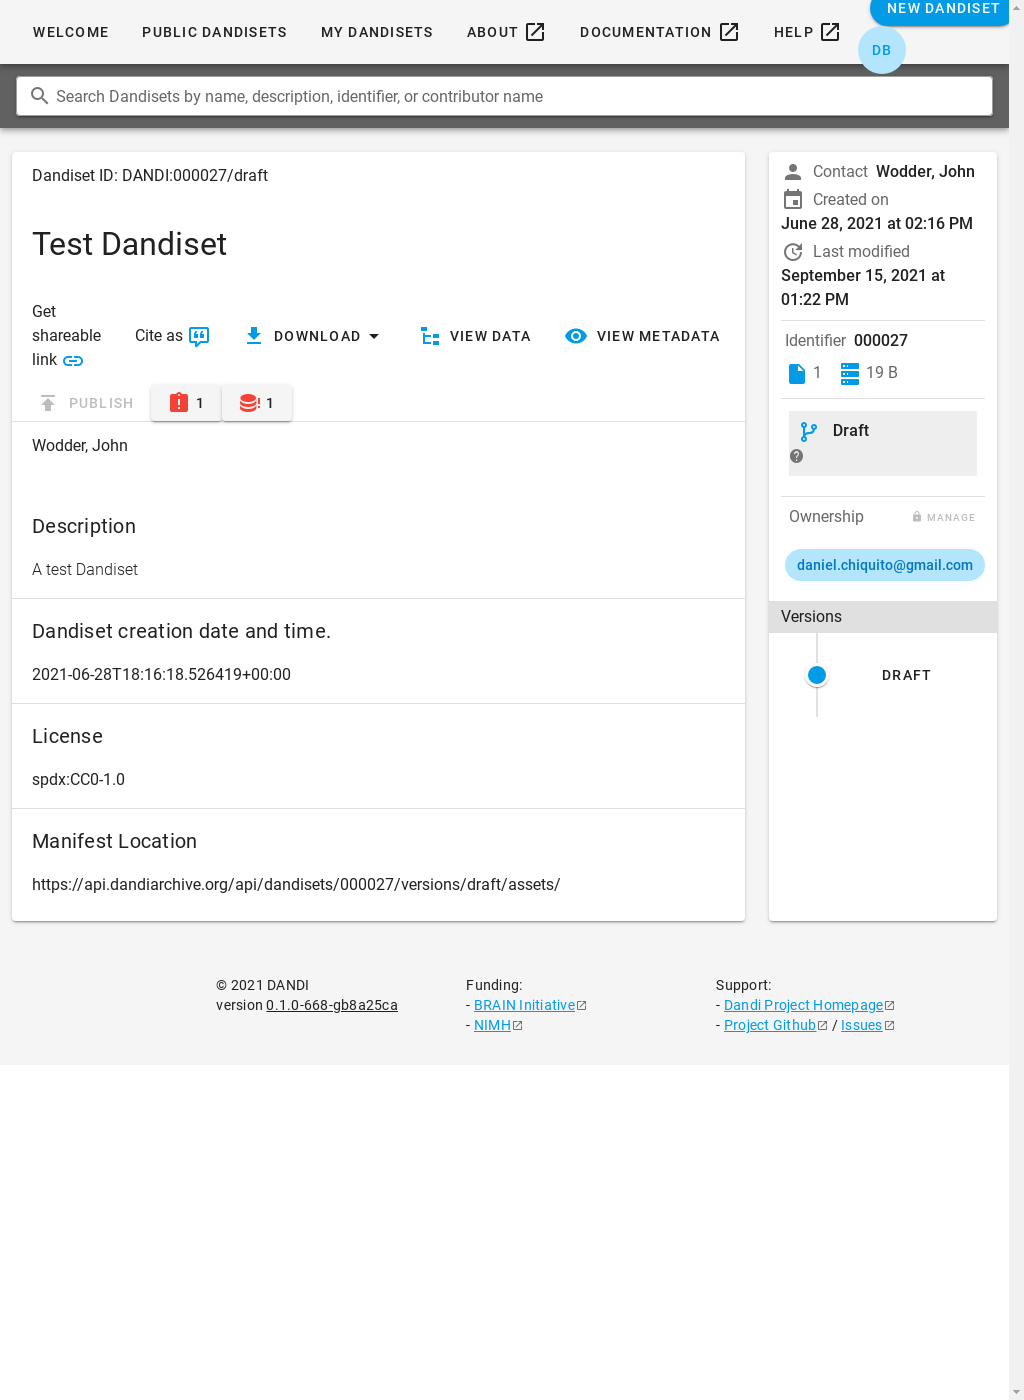 WELCOME PUBLIC DANDISETS MY DANDISETS ABOUT DOCUMENTATION HELP NEW DANDISET
DB
Search Dandisets by name, description, identifier, or contributor name
Dandiset ID: DANDI:000027/draft
Test Dandiset
Get shareable link
Cite as
DOWNLOAD
VIEW DATA
VIEW METADATA
PUBLISH
1
1
Wodder, John
Description
A test Dandiset
Dandiset creation date and time.
2021-06-28T18:16:18.526419+00:00
License
spdx:CC0-1.0
Manifest Location
https://api.dandiarchive.org/api/dandisets/000027/versions/draft/assets/
Contact Wodder, John
Created on
June 28, 2021 at 02:16 PM
Last modified
September 15, 2021 at
01:22 PM
Identifier 000027
1 19 B
Draft
Ownership MANAGE
daniel.chiquito@gmail.com
Versions
DRAFT
© 2021 DANDI
version 0.1.0-668-gb8a25ca
Funding:
- BRAIN Initiative
- NIMH
Support:
- Dandi Project Homepage
- Project Github / Issues